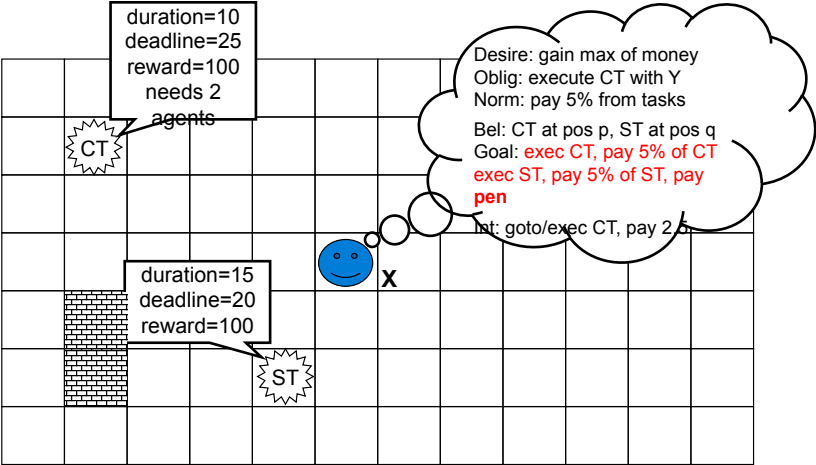 duration=10
deadline=25
reward=100
needs 2
agents
CT
Desire: gain max of money
Oblig: execute CT with Y
Norm: pay 5% from tasks
Bel: CT at pos p, ST at pos q
Goal: exec CT, pay 5% of CT
exec ST, pay 5% of ST, pay
pen
Int: goto/exec CT, pay 2.5
X
duration=15
deadline=20
reward=100
ST